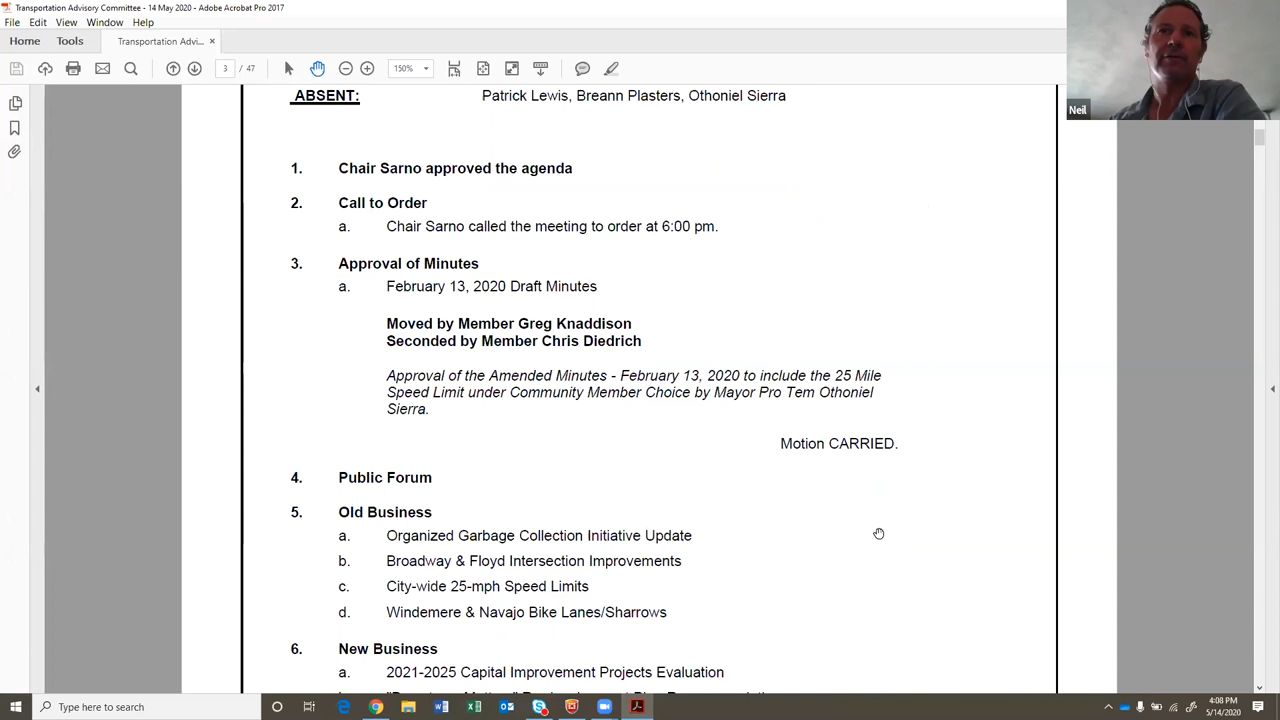 Transportation Advisory Committee - 14 May 2020 - Adobe Acrobat Pro 2017
File Edit View Window Help
Home Tools Transportation Advi... ×
3 / 47 150%
Neil
ABSENT: Patrick Lewis, Breann Plasters, Othoniel Sierra
1. Chair Sarno approved the agenda
2. Call to Order
a. Chair Sarno called the meeting to order at 6:00 pm.
3. Approval of Minutes
a. February 13, 2020 Draft Minutes
Moved by Member Greg Knaddison
Seconded by Member Chris Diedrich
Approval of the Amended Minutes - February 13, 2020 to include the 25 Mile
Speed Limit under Community Member Choice by Mayor Pro Tem Othoniel
Sierra.
Motion CARRIED.
4. Public Forum
5. Old Business
a. Organized Garbage Collection Initiative Update
b. Broadway & Floyd Intersection Improvements
c. City-wide 25-mph Speed Limits
d. Windemere & Navajo Bike Lanes/Sharrows
6. New Business
a. 2021-2025 Capital Improvement Projects Evaluation
Type here to search
4:08 PM
5/14/2020